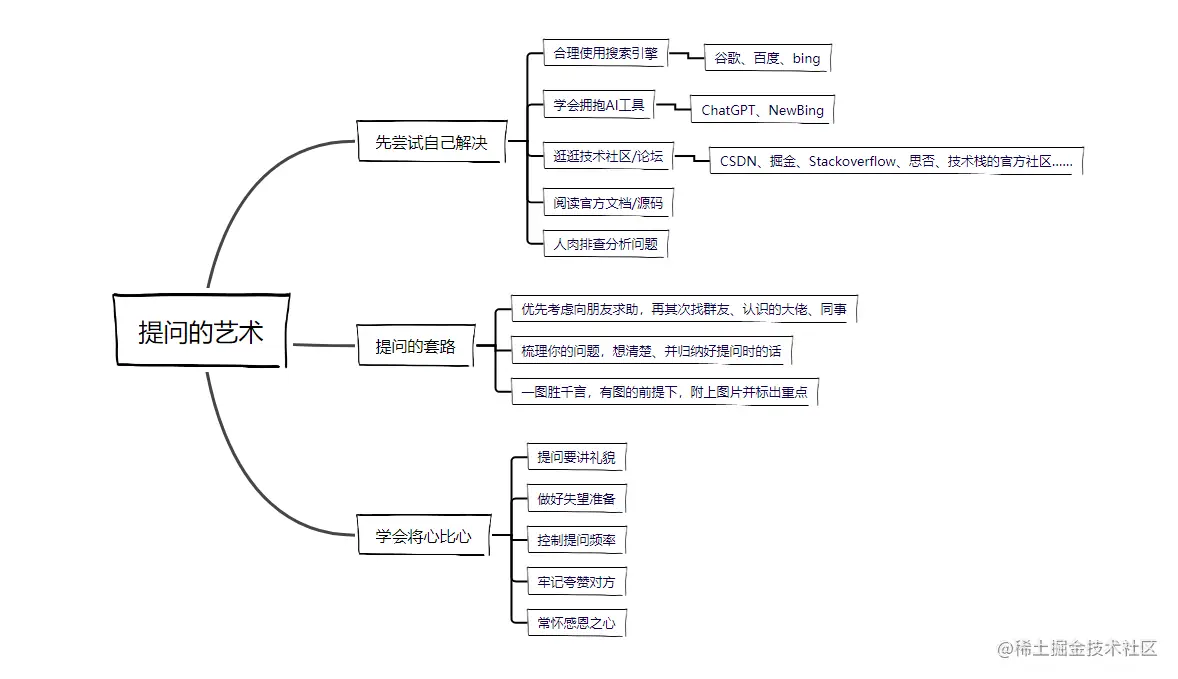 提问的艺术
先尝试自己解决
合理使用搜索引擎
谷歌、百度、bing
学会拥抱AI工具
ChatGPT、NewBing
逛逛技术社区/论坛
CSDN、掘金、Stackoverflow、思否、技术栈的官方社区......
阅读官方文档/源码
人肉排查分析问题
提问的套路
优先考虑向朋友求助，再其次找群友、认识的大佬、同事
梳理你的问题，想清楚、并归纳好提问时的话
一图胜千言，有图的前提下，附上图片并标出重点
学会将心比心
提问要讲礼貌
做好失望准备
控制提问频率
牢记夸赞对方
常怀感恩之心
@稀土掘金技术社区